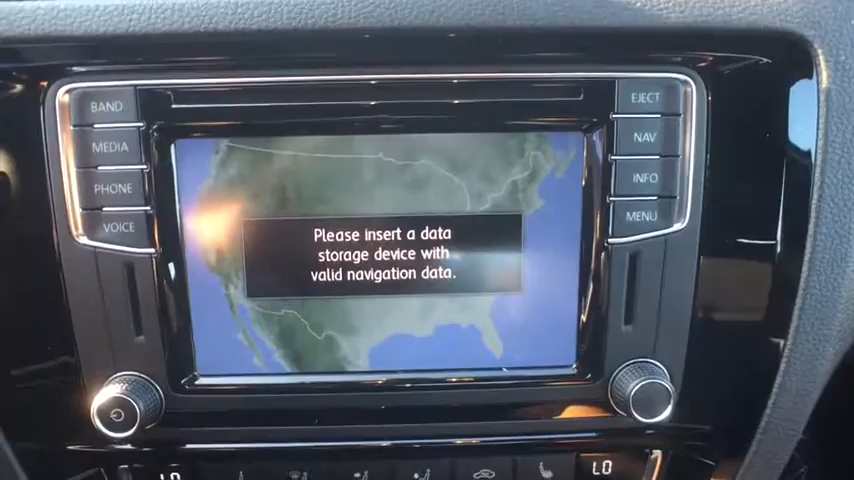 BAND
MEDIA
PHONE
VOICE
EJECT
NAV
INFO
MENU
Please insert a data
storage device with
valid navigation data.
LO
LO